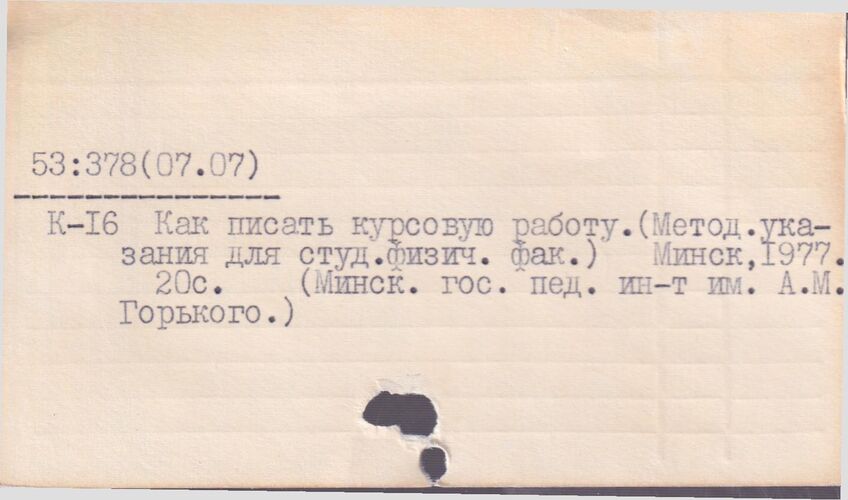 53:378(07.07)
К-I6 Как писать курсовую работу.(Метод.ука-
зания для студ.физич. фак.) Минск,I977.
20с. (Минск. гос. пед. ин-т им. А.М.
Горького.)